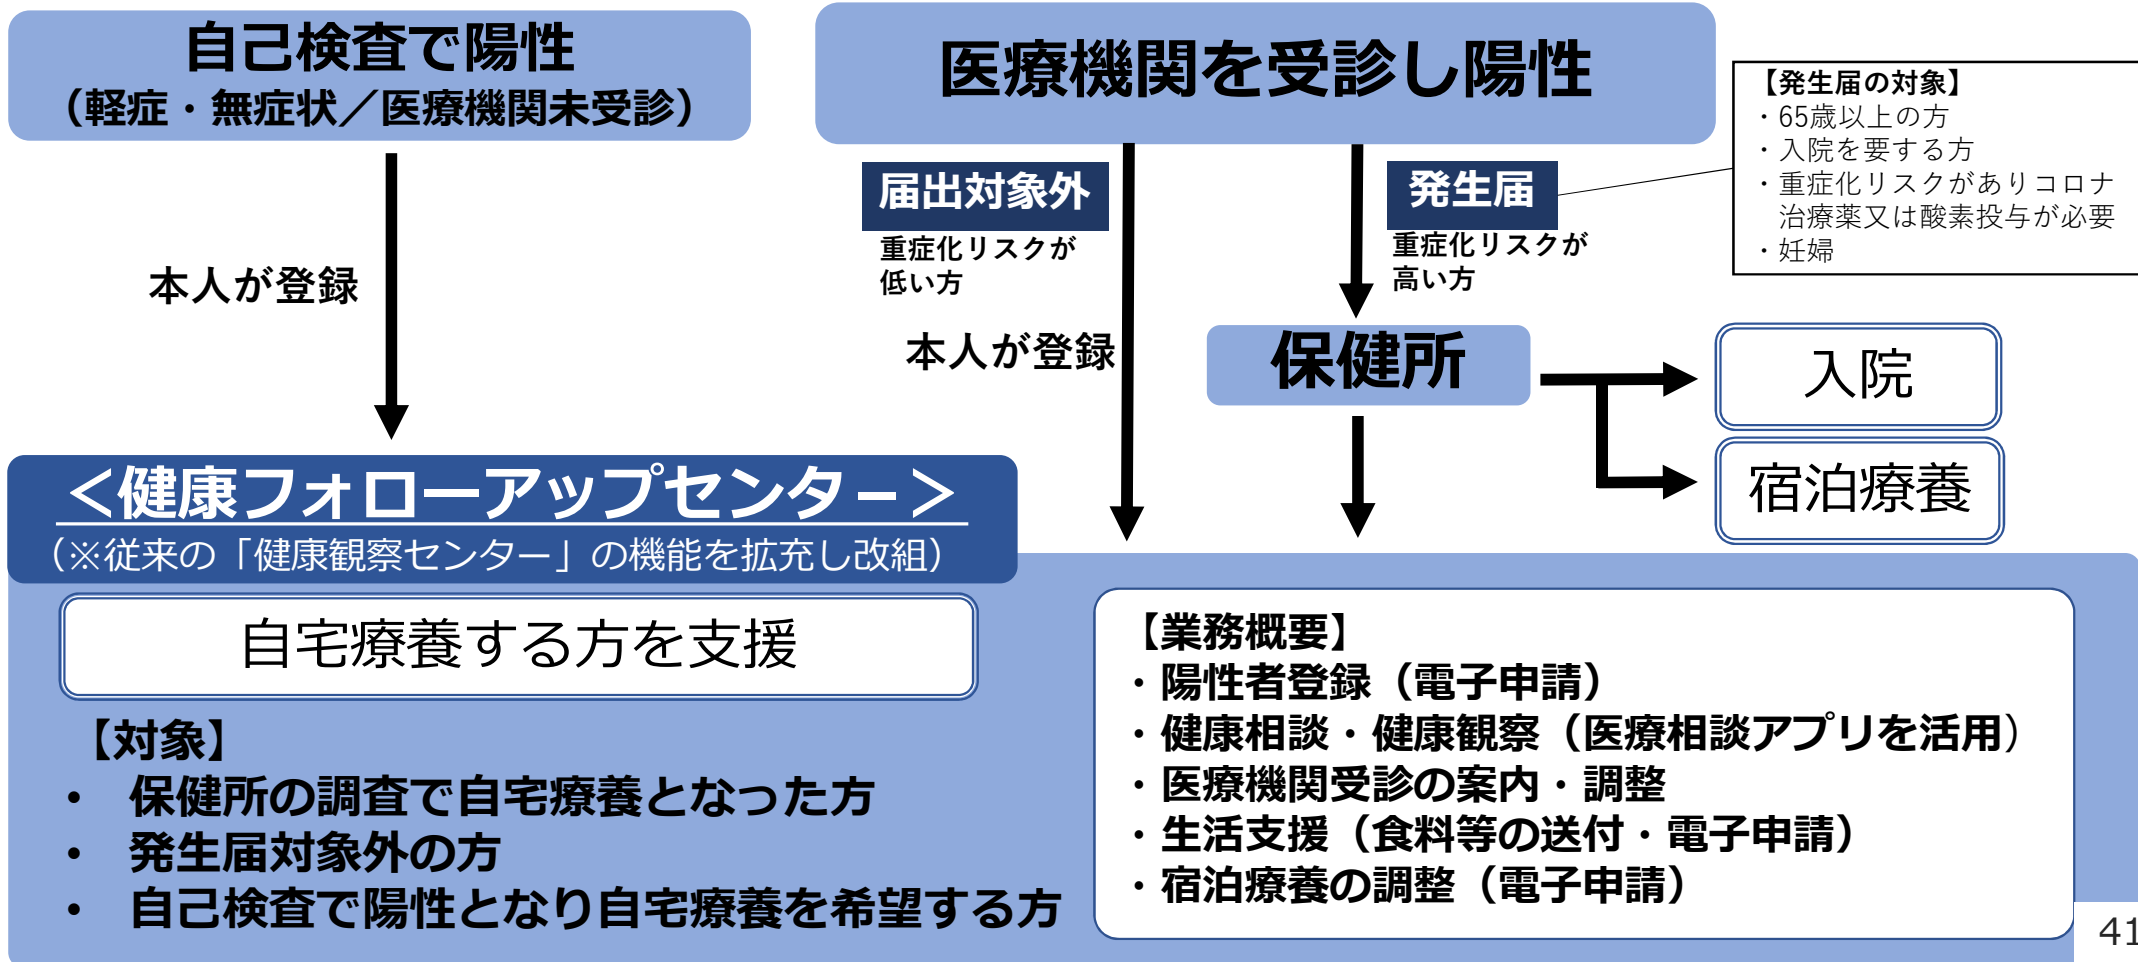 自己検査で陽性
（軽症・無症状／医療機関未受診）
医療機関を受診し陽性
【発生届の対象】
・65歳以上の方
・入院を要する方
・重症化リスクがありコロナ
治療薬又は酸素投与が必要
・妊婦
届出対象外
重症化リスクが
低い方
発生届
重症化リスクが
高い方
本人が登録
本人が登録
保健所
入院
宿泊療養
＜健康フォローアップセンター＞
（※従来の「健康観察センター」の機能を拡充し改組）
自宅療養する方を支援
【対象】
・ 保健所の調査で自宅療養となった方
・ 発生届対象外の方
・ 自己検査で陽性となり自宅療養を希望する方
【業務概要】
・陽性者登録（電子申請）
・健康相談・健康観察（医療相談アプリを活用）
・医療機関受診の案内・調整
・生活支援（食料等の送付・電子申請）
・宿泊療養の調整（電子申請）
41